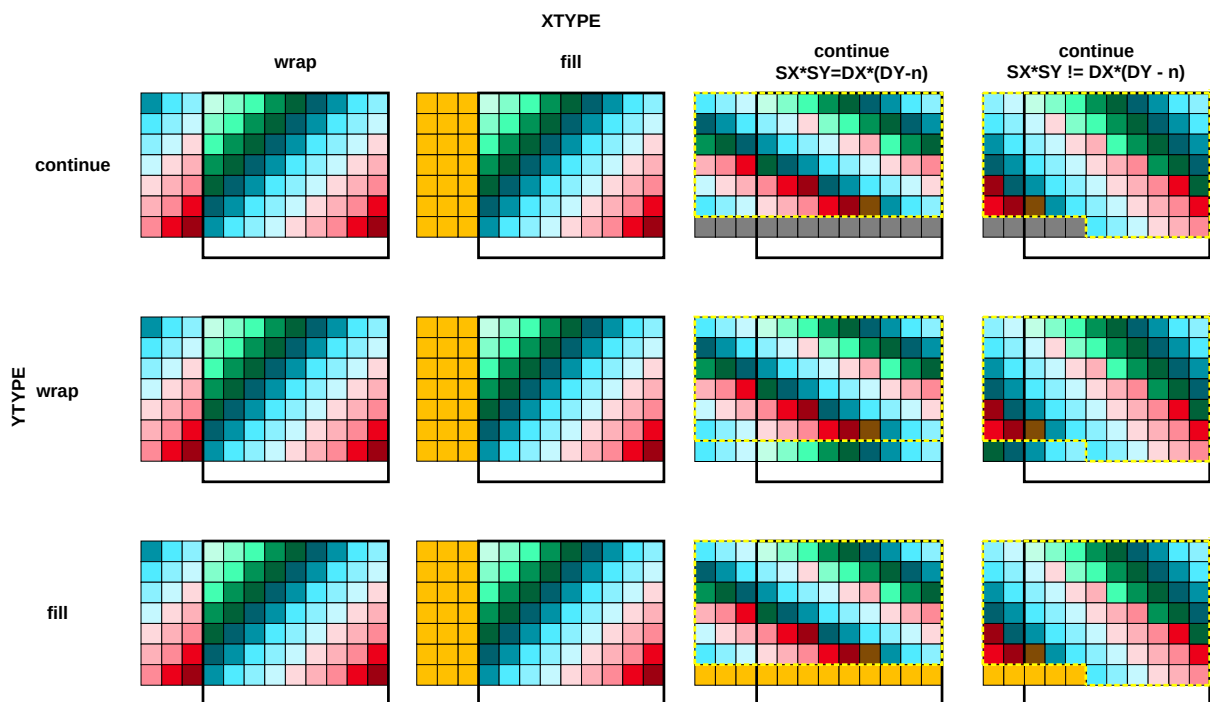 XTYPE
wrap
fill
continue
SX*SY=DX*(DY-n)
continue
SX*SY != DX*(DY - n)
continue
YTYPE
wrap
fill